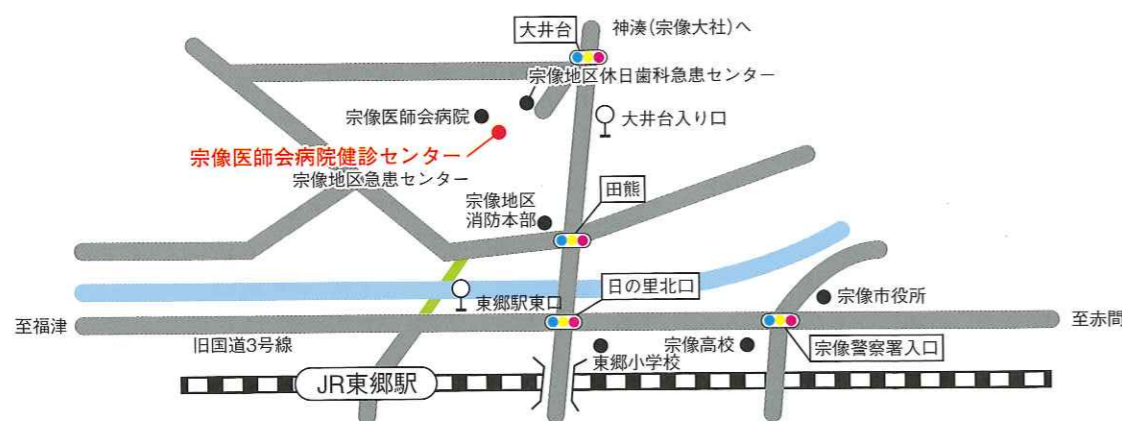 大井台
神湊(宗像大社)へ
宗像地区休日歯科急患センター
宗像医師会病院
大井台入り口
宗像医師会病院健診センター
宗像地区急患センター
宗像地区
消防本部
田熊
日の里北口
東郷駅東口
宗像市役所
至福津
至赤間
旧国道3号線
宗像高校
宗像警察署入口
東郷小学校
JR東郷駅